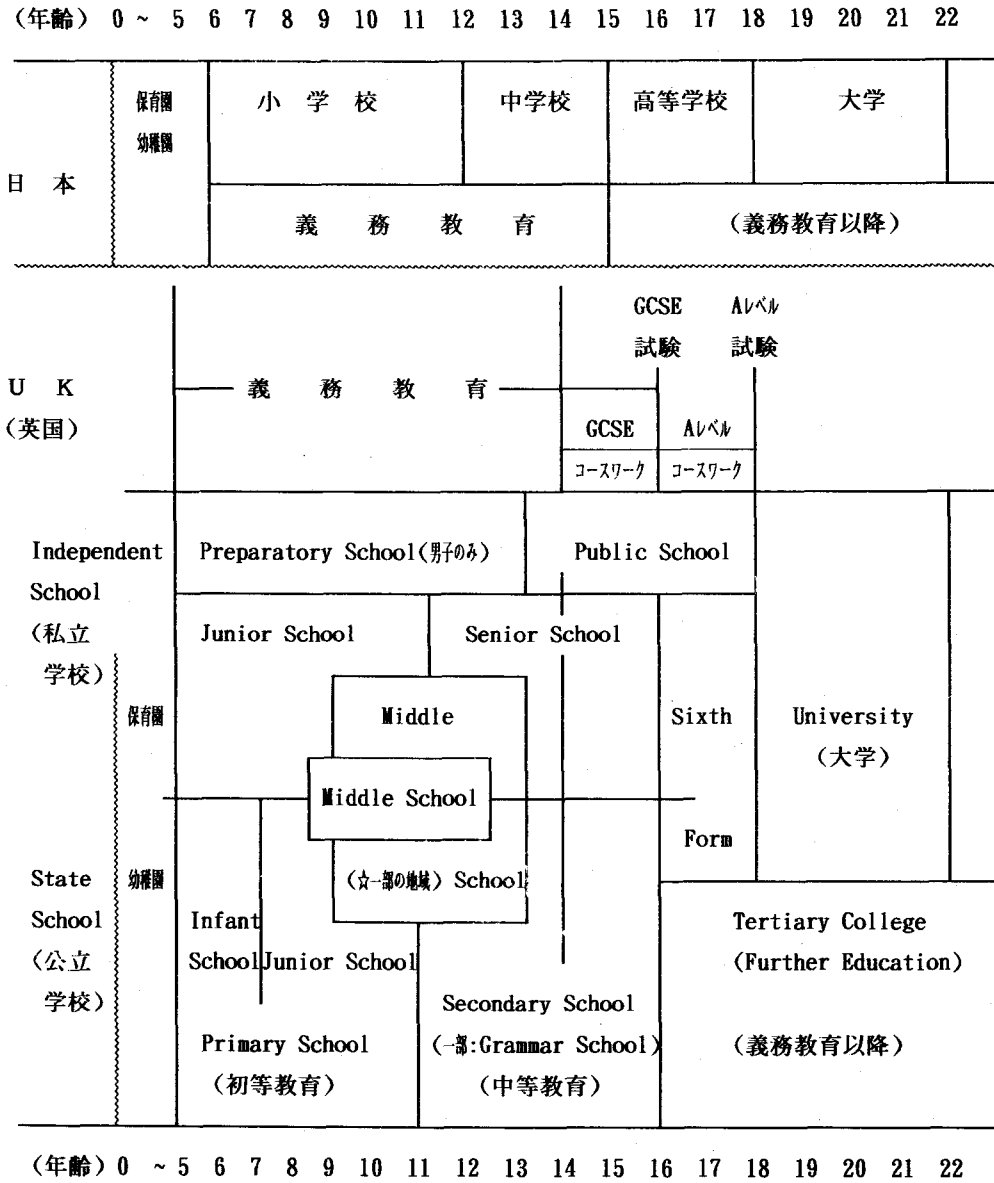 (年齢) 0 ~ 5 6 7 8 9 10 11 12 13 14 15 16 17 18 19 20 21 22
保育園 小 学 校 中学校 高等学校 大学
幼稚園
日 本
義 務 教 育 (義務教育以降)
GCSE Aレベル
試験 試験
U K 義 務 教 育
(英国) GCSE Aレベル
コースワーク コースワーク
Independent Preparatory School(男子のみ) Public School
School
(私立 Junior School Senior School
学校)
保育園 Middle Sixth University
(大学)
Middle School
Form
State 幼稚園 (☆一部の地域) School
School Infant Tertiary College
(公立 School Junior School (Further Education)
学校)
Secondary School
Primary School (一部:Grammar School) (義務教育以降)
(初等教育) (中等教育)
(年齢) 0 ~ 5 6 7 8 9 10 11 12 13 14 15 16 17 18 19 20 21 22